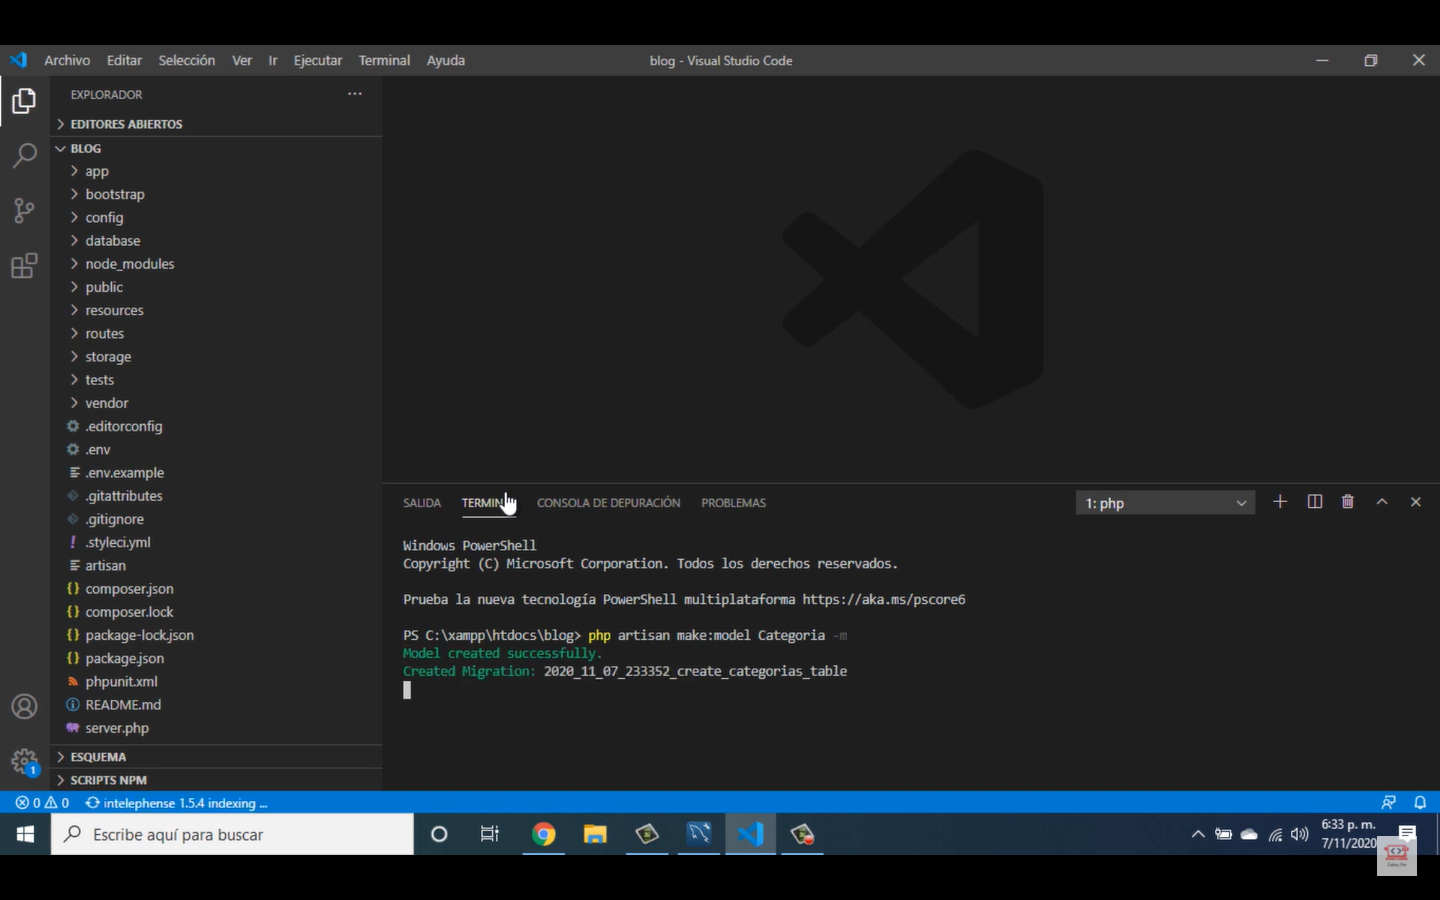 Archivo Editar Selección Ver Ir Ejecutar Terminal Ayuda
blog - Visual Studio Code
EXPLORADOR
EDITORES ABIERTOS
BLOG
app
bootstrap
config
database
node_modules
public
resources
routes
storage
tests
vendor
.editorconfig
.env
.env.example
.gitattributes
.gitignore
.styleci.yml
artisan
composer.json
composer.lock
package-lock.json
package.json
phpunit.xml
README.md
server.php
ESQUEMA
SCRIPTS NPM
SALIDA TERMIN CONSOLA DE DEPURACIÓN PROBLEMAS
1: php
Windows PowerShell
Copyright (C) Microsoft Corporation. Todos los derechos reservados.
Prueba la nueva tecnología PowerShell multiplataforma https://aka.ms/pscore6
PS C:\xampp\htdocs\blog> php artisan make:model Categoria -m
Model created successfully.
Created Migration: 2020_11_07_233352_create_categorias_table
1
0 0 intelephense 1.5.4 indexing ...
Escribe aquí para buscar
6:33 p. m.
7/11/2020